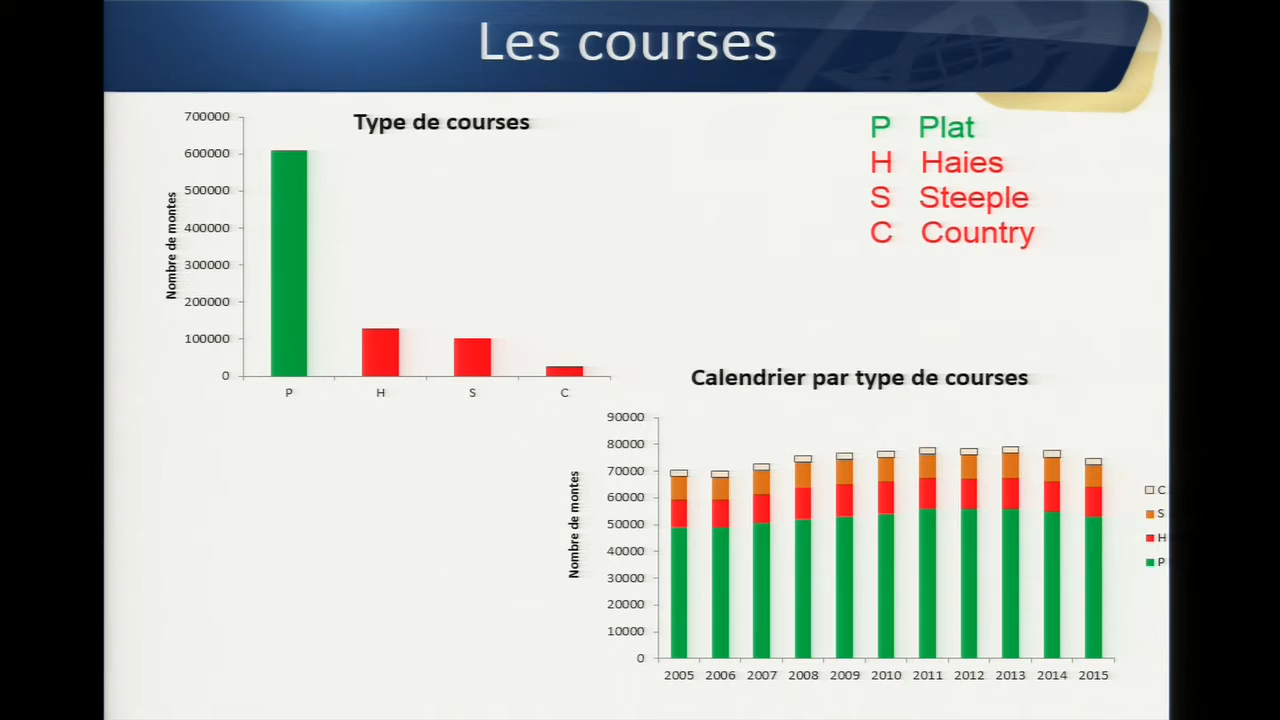 Les courses
Type de courses
700000
600000
500000
400000
300000
200000
100000
0
Nombre de montes
P H S C
P Plat
H Haies
S Steeple
C Country
Calendrier par type de courses
90000
80000
70000
60000
50000
40000
30000
20000
10000
0
Nombre de montes
2005 2006 2007 2008 2009 2010 2011 2012 2013 2014 2015
C
S
H
P